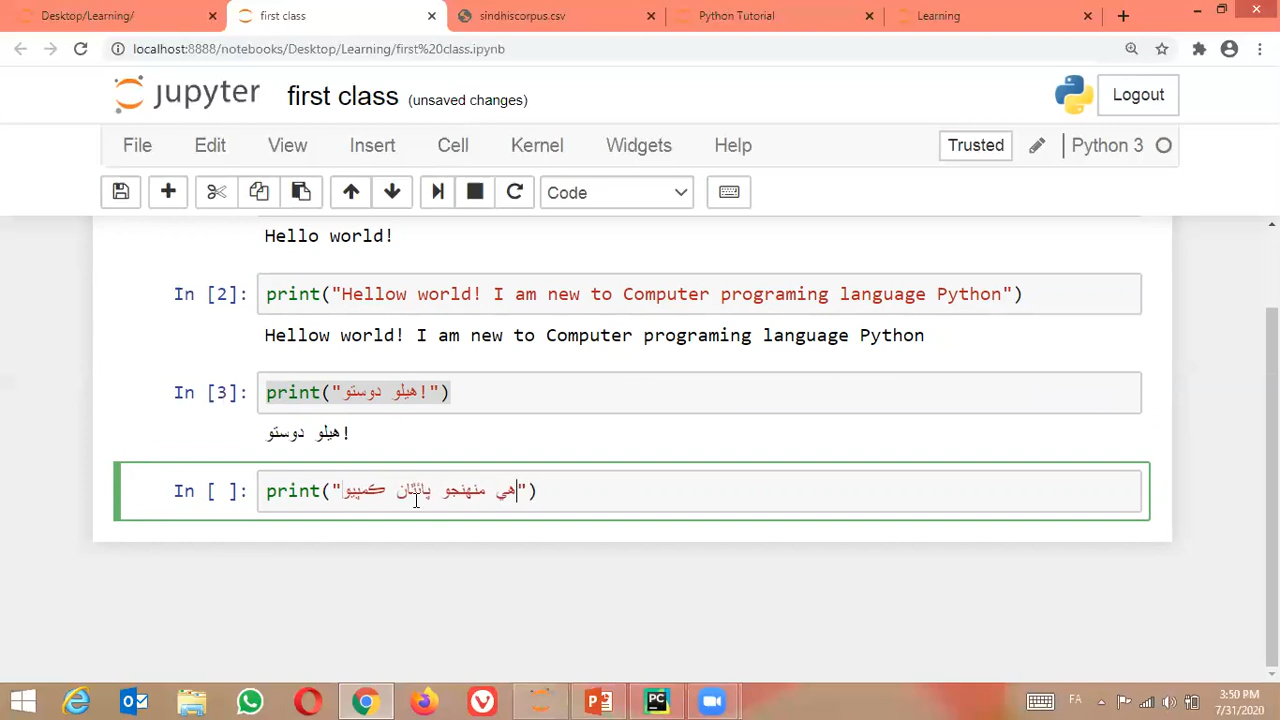 Desktop/Learning/
first class
sindhiscorpus.csv
Python Tutorial
Learning
localhost:8888/notebooks/Desktop/Learning/first%20class.ipynb
jupyter first class (unsaved changes)
Logout
File Edit View Insert Cell Kernel Widgets Help
Trusted
Python 3
Code
Hello world!
In [2]: print("Hellow world! I am new to Computer programing language Python")
Hellow world! I am new to Computer programing language Python
In [3]: print("هيلو دوستو!")
هيلو دوستو!
In [ ]: print("هي منهنجو پائٿان ڪمپيو")
FA
3:50 PM
7/31/2020